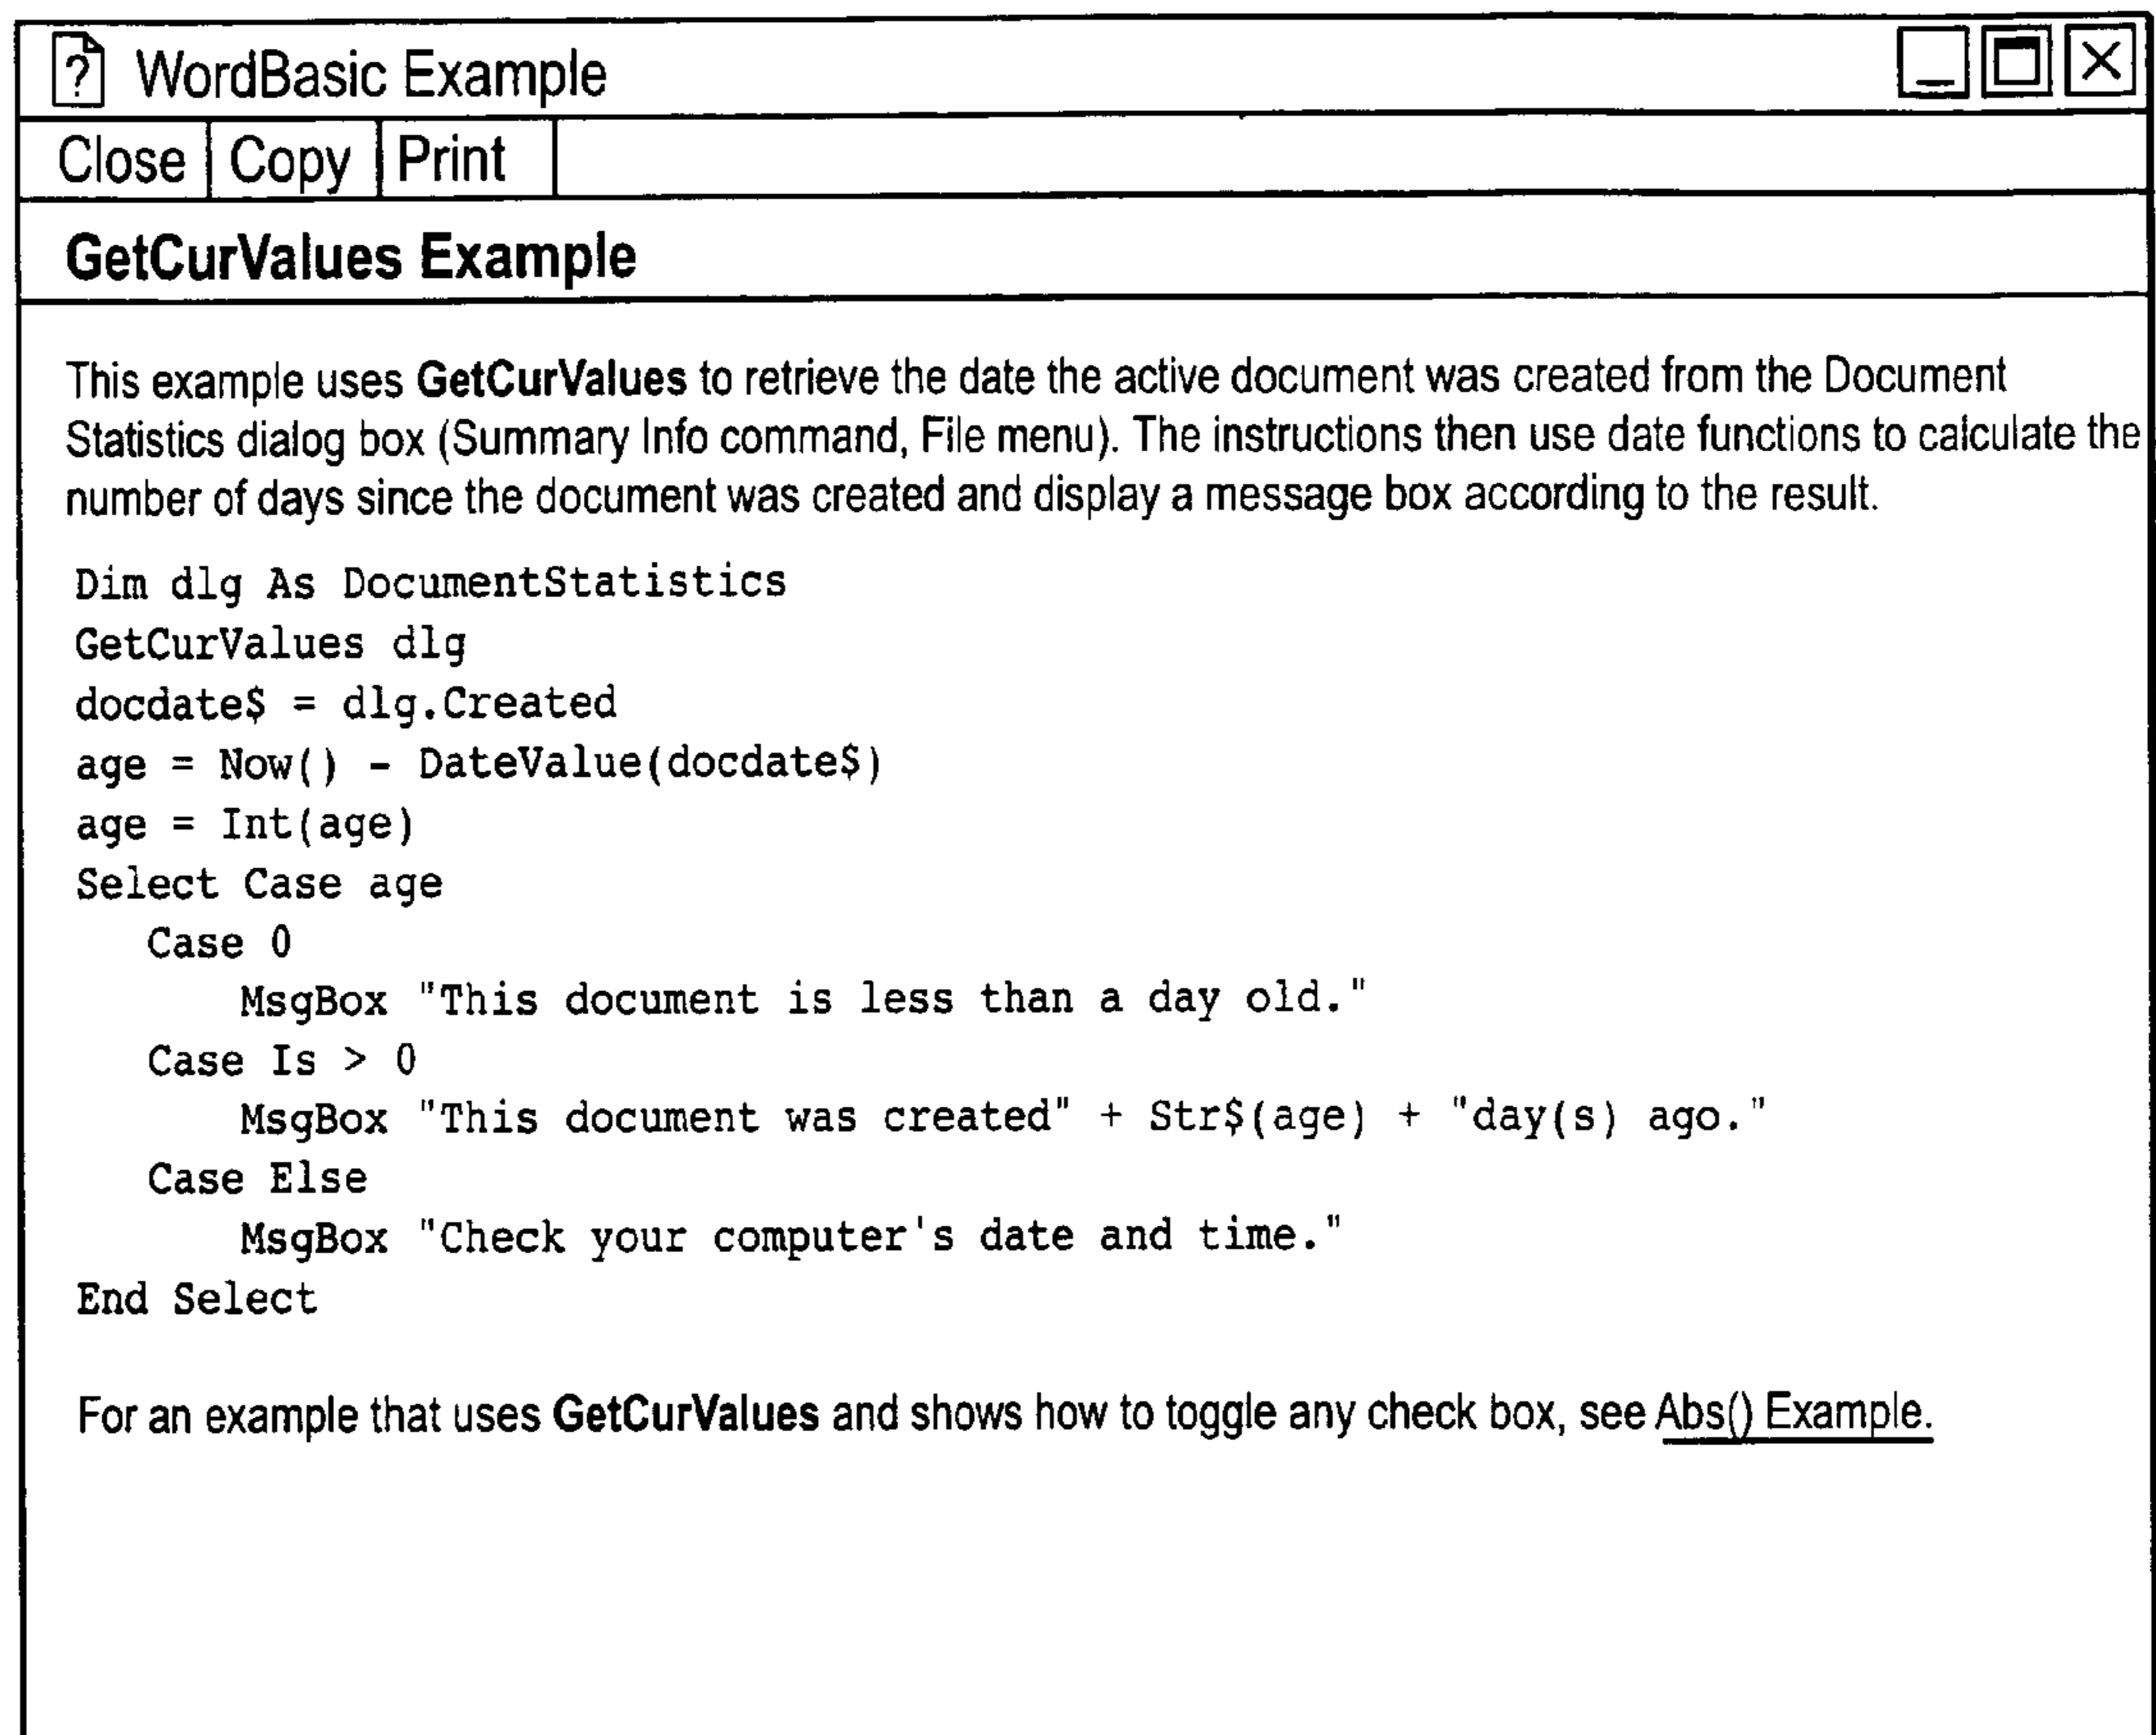 ? WordBasic Example
Close Copy Print
GetCurValues Example
This example uses GetCurValues to retrieve the date the active document was created from the Document
Statistics dialog box (Summary Info command, File menu). The instructions then use date functions to calculate the
number of days since the document was created and display a message box according to the result.
Dim dlg As DocumentStatistics
GetCurValues dlg
docdate$ = dlg.Created
age = Now() - DateValue(docdate$)
age = Int(age)
Select Case age
Case 0
MsgBox "This document is less than a day old."
Case Is > 0
MsgBox "This document was created" + Str$(age) + "day(s) ago."
Case Else
MsgBox "Check your computer's date and time."
End Select
For an example that uses GetCurValues and shows how to toggle any check box, see Abs() Example.